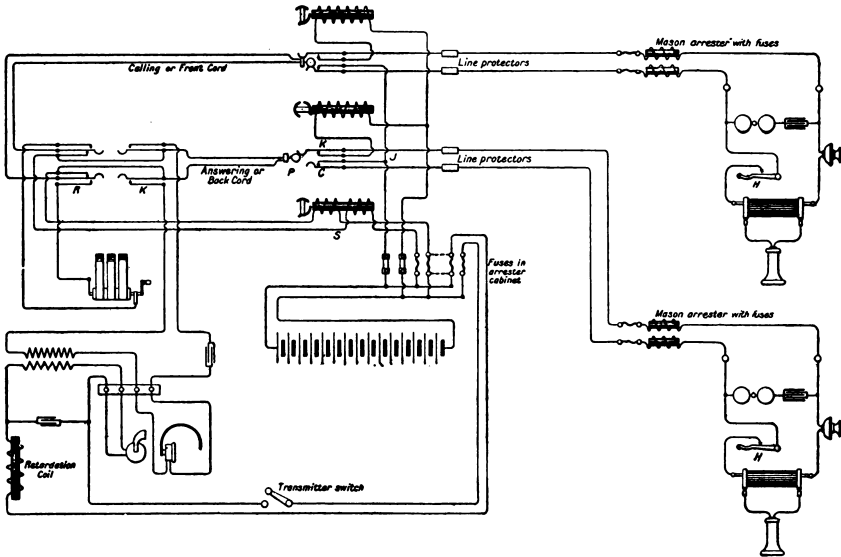 Mason arrester with fuses
Calling or Front Cord
Line protectors
H
K
J
Answering or
Back Cord
P
C
Line protectors
R
K
S
Fuses in
arrester
cabinet
Mason arrester with fuses
H
Retardation
Coil
Transmitter switch